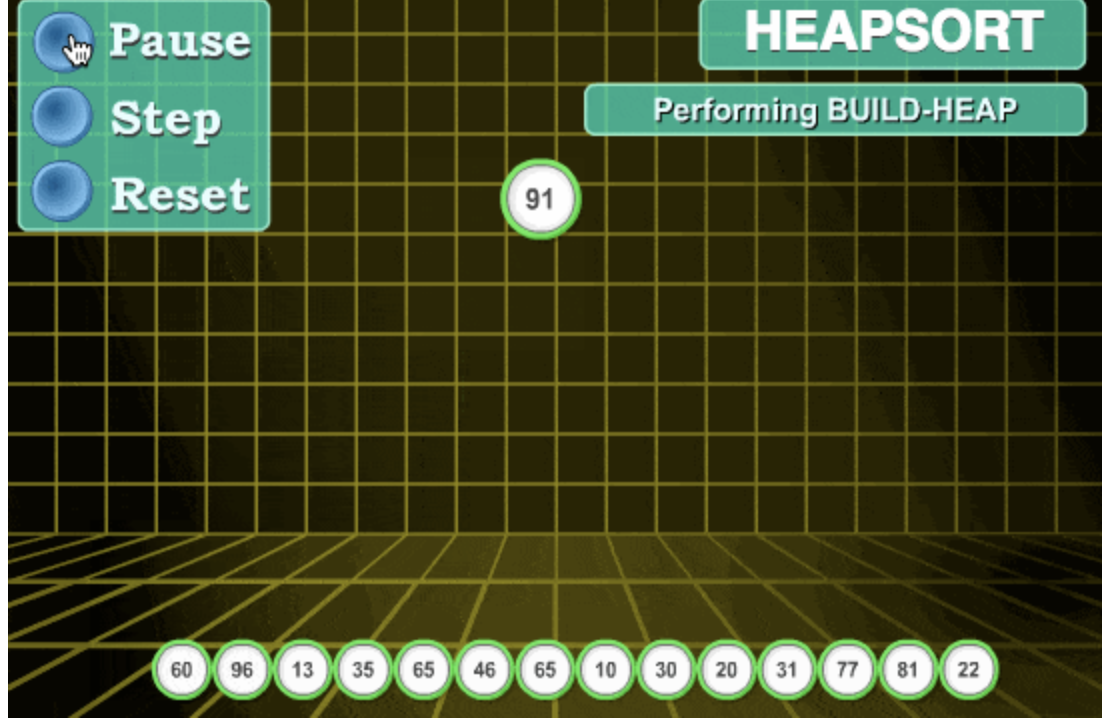 Pause
HEAPSORT
Step
Performing BUILD-HEAP
Reset
91
60 96 13 35 65 46 65 10 30 20 31 77 81 22